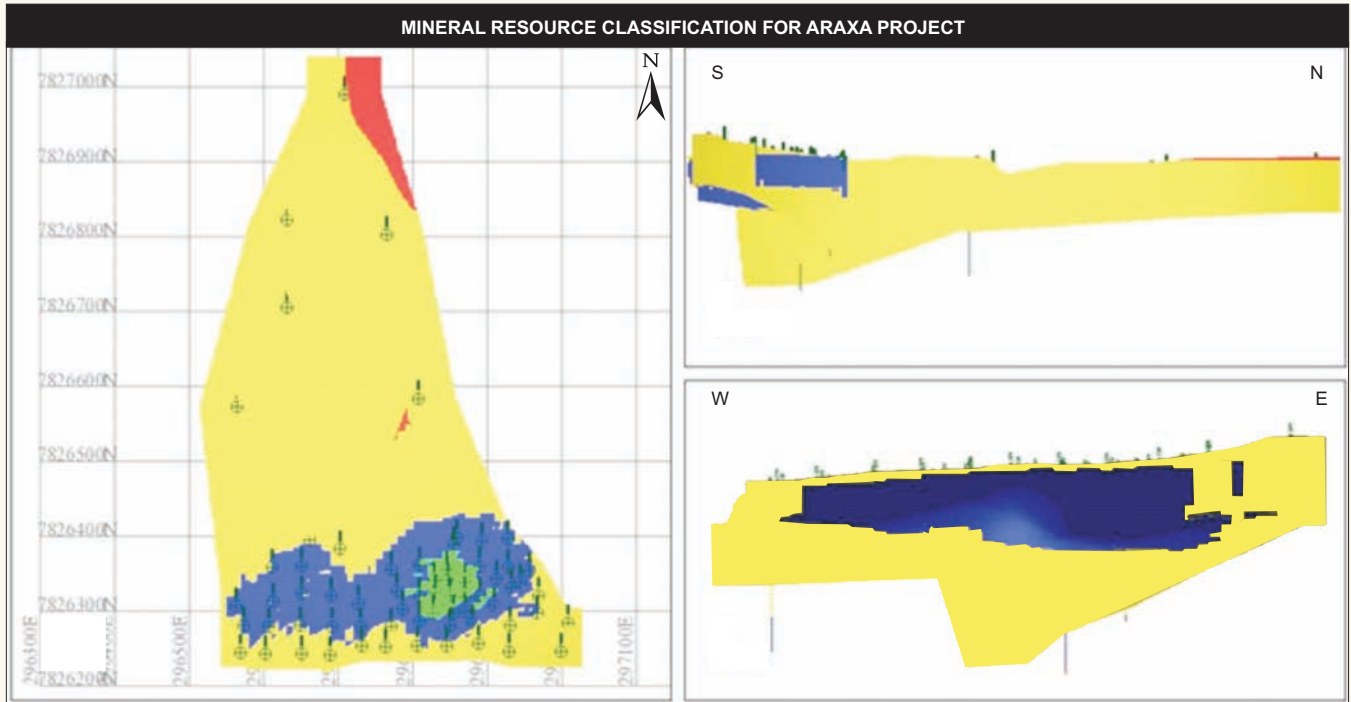 MINERAL RESOURCE CLASSIFICATION FOR ARAXA PROJECT
N
7827000N
7826900N
7826800N
7826700N
7826600N
7826500N
7826400N
7826300N
7826200N
296300E
296500E
297100E
S
N
W
E